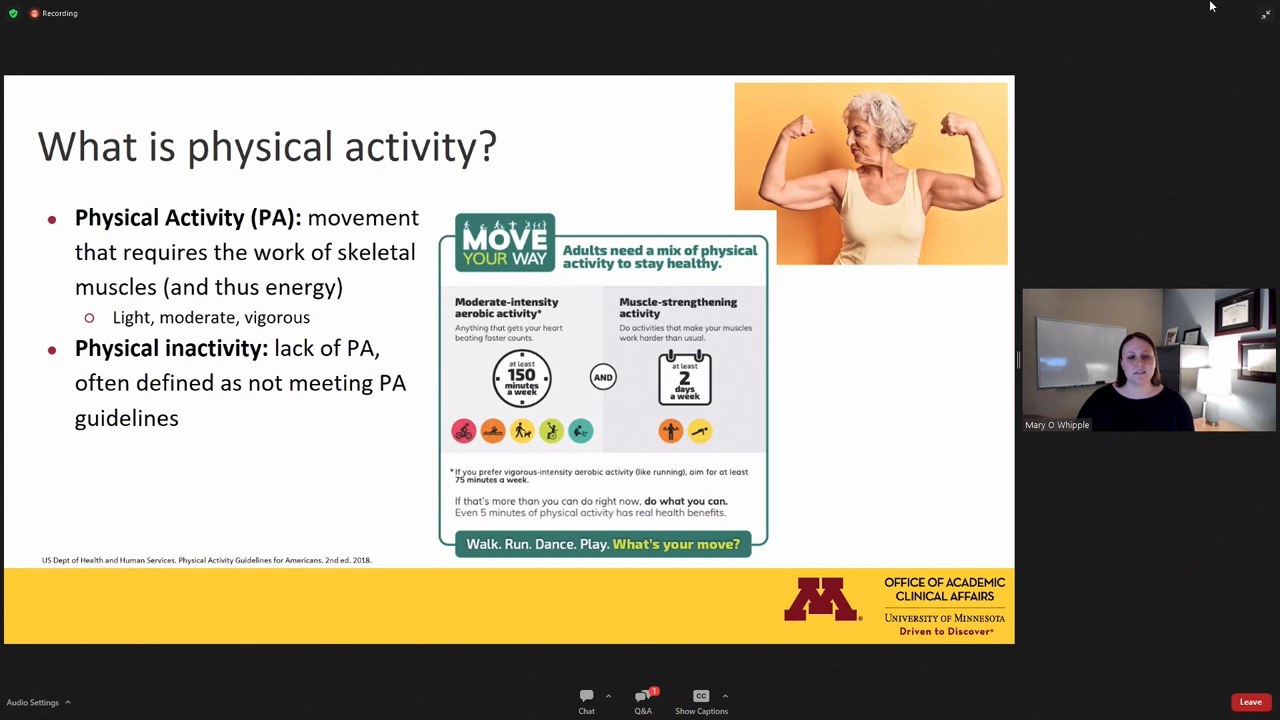 Recording
What is physical activity?
Physical Activity (PA): movement
that requires the work of skeletal
muscles (and thus energy)
Light, moderate, vigorous
Physical inactivity: lack of PA,
often defined as not meeting PA
guidelines
MOVE
YOUR WAY
Adults need a mix of physical
activity to stay healthy.
Moderate-intensity
aerobic activity*
Anything that gets your heart
beating faster counts.
at least
150
minutes
a week
AND
Muscle-strengthening
activity
Do activities that make your muscles
work harder than usual.
at least
2
days
a week
*If you prefer vigorous-intensity aerobic activity (like running), aim for at least
75 minutes a week.
If that's more than you can do right now, do what you can.
Even 5 minutes of physical activity has real health benefits.
Walk. Run. Dance. Play. What's your move?
US Dept of Health and Human Services. Physical Activity Guidelines for Americans. 2nd ed. 2018.
M
OFFICE OF ACADEMIC
CLINICAL AFFAIRS
UNIVERSITY OF MINNESOTA
Driven to Discover®
Mary O Whipple
Audio Settings
Chat
1
Q&A
CC
Show Captions
Leave